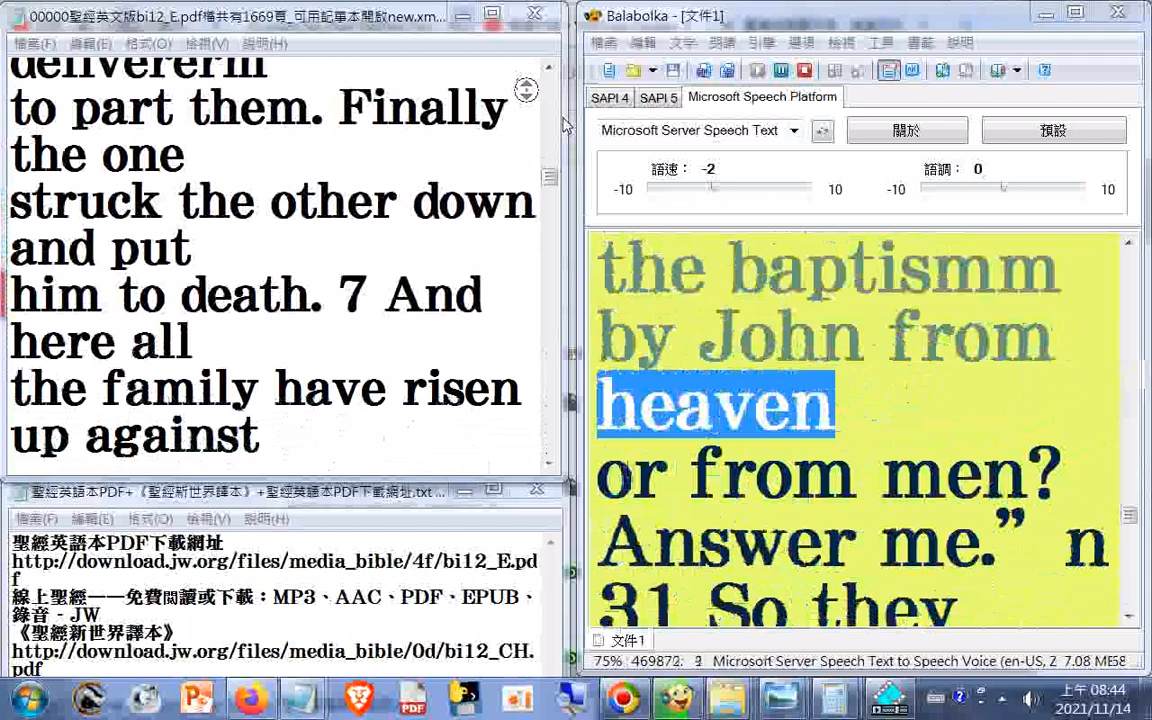 00000聖經英文版bi12_E.pdf檔共有1669頁_可用記事本開啟new.xm...
檔案(F) 編輯(E) 格式(O) 檢視(V) 說明(H)
to part them. Finally
the one
struck the other down
and put
him to death. 7 And
here all
the family have risen
up against
聖經英語本PDF+《聖經新世界譯本》+聖經英語本PDF下載網址.txt ...
檔案(F) 編輯(E) 格式(O) 檢視(V) 說明(H)
聖經英語本PDF下載網址
http://download.jw.org/files/media_bible/4f/bi12_E.pd
f
線上聖經——免費閱讀或下載：MP3、AAC、PDF、EPUB、
錄音 - JW
《聖經新世界譯本》
http://download.jw.org/files/media_bible/0d/bi12_CH.
pdf
Balabolka - [文件1]
檔案 編輯 文字 朗讀 引擎 選項 檢視 工具 書籤 說明
SAPI 4 SAPI 5 Microsoft Speech Platform
Microsoft Server Speech Text 關於 預設
語速： -2 語調： 0
-10 10 -10 10
the baptismm
by John from
heaven
or from men?
Answer me.” n
31 So they
文件1
75% 469872: Microsoft Server Speech Text to Speech Voice (en-US, Z 7.08 ME58
上午 08:44
2021/11/14